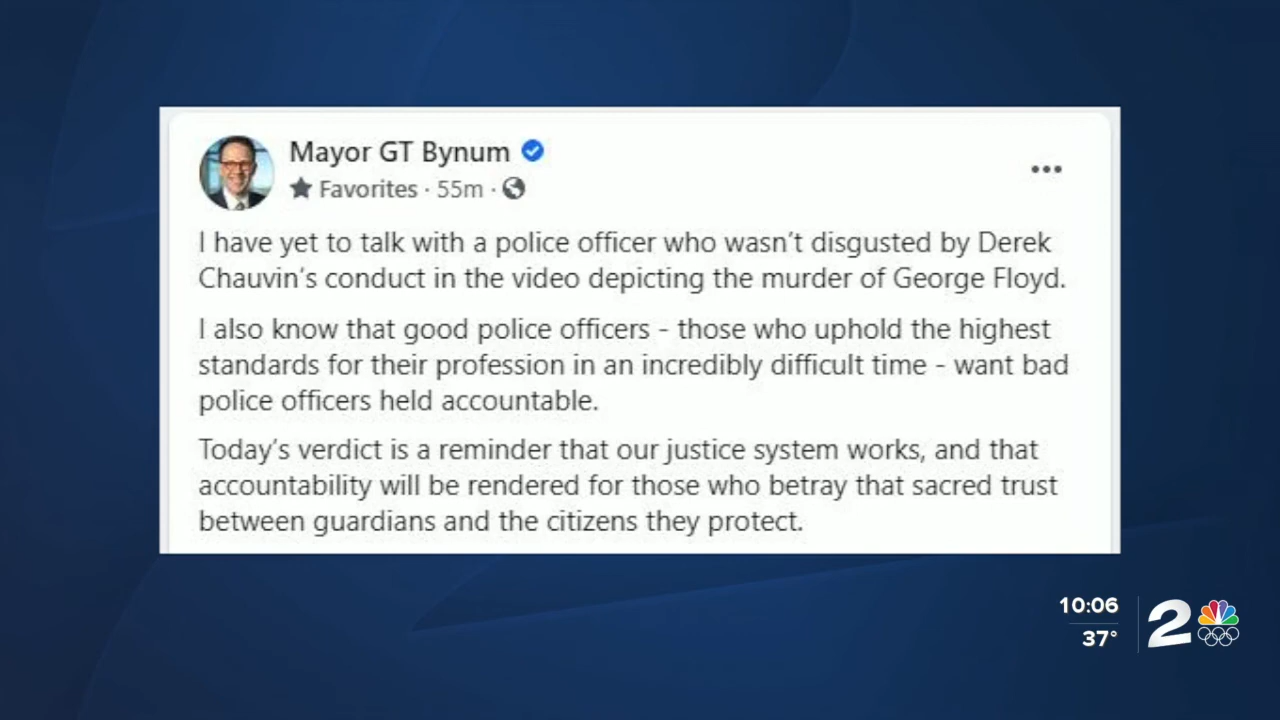 Mayor GT Bynum
Favorites · 55m ·
I have yet to talk with a police officer who wasn't disgusted by Derek
Chauvin's conduct in the video depicting the murder of George Floyd.
I also know that good police officers - those who uphold the highest
standards for their profession in an incredibly difficult time - want bad
police officers held accountable.
Today's verdict is a reminder that our justice system works, and that
accountability will be rendered for those who betray that sacred trust
between guardians and the citizens they protect.
10:06
37°
2